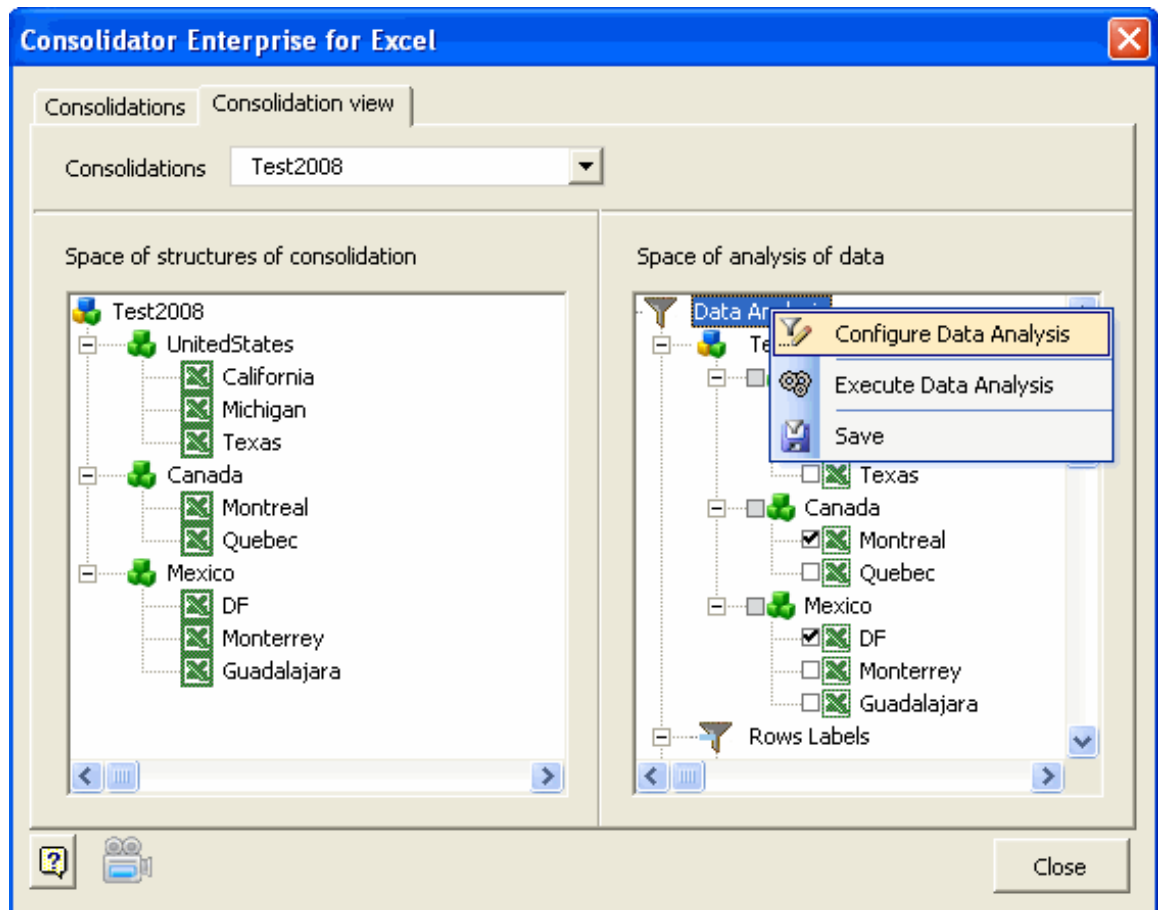 Consolidator Enterprise for Excel
Consolidations Consolidation view
Consolidations Test2008
Space of structures of consolidation
Test2008
UnitedStates
California
Michigan
Texas
Canada
Montreal
Quebec
Mexico
DF
Monterrey
Guadalajara
Space of analysis of data
Data
Configure Data Analysis
Execute Data Analysis
Save
Texas
Canada
Montreal
Quebec
Mexico
DF
Monterrey
Guadalajara
Rows Labels
Close